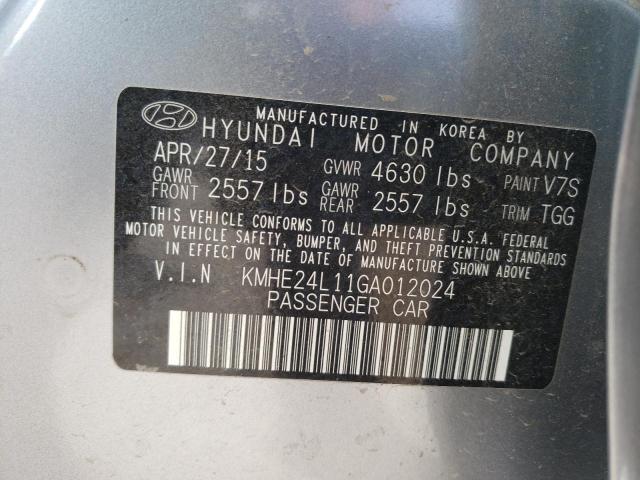 MANUFACTURED IN KOREA BY
HYUNDAI MOTOR COMPANY
APR/27/15 GVWR 4630 lbs PAINT V7S
GAWR FRONT 2557 lbs GAWR REAR 2557 lbs TRIM TGG
THIS VEHICLE CONFORMS TO ALL APPLICABLE U.S.A. FEDERAL
MOTOR VEHICLE SAFETY, BUMPER, AND THEFT PREVENTION STANDARDS
IN EFFECT ON THE DATE OF MANUFACTURE SHOWN ABOVE.
V.I.N KMHE24L11GA012024
PASSENGER CAR